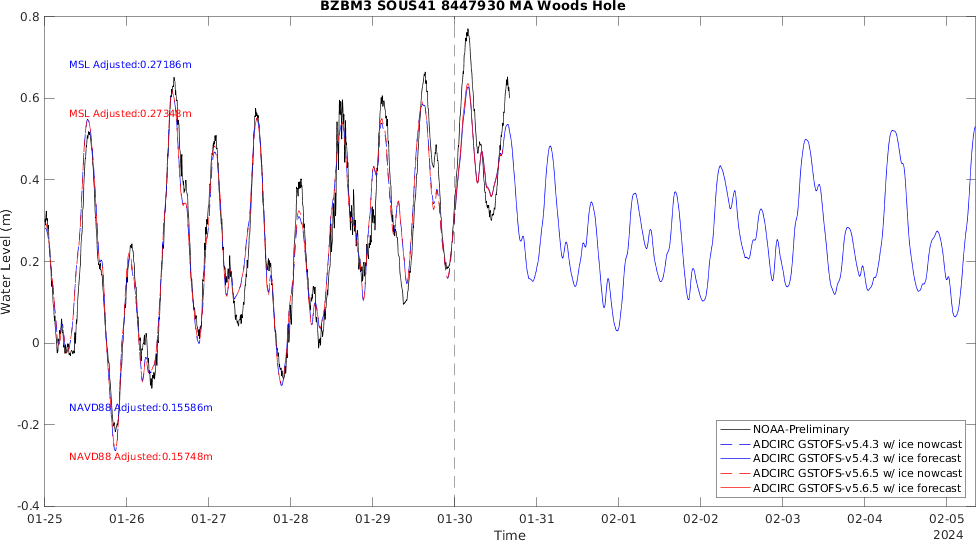 BZBM3 SOUS41 8447930 MA Woods Hole
0.8
0.6
0.4
0.2
0
-0.2
-0.4
Water Level (m)
MSL Adjusted:0.27186m
MSL Adjusted:0.27343m
NAVD88 Adjusted:0.15586m
NAVD88 Adjusted:0.15748m
NOAA-Preliminary
ADCIRC GSTOFS-v5.4.3 w/ ice nowcast
ADCIRC GSTOFS-v5.4.3 w/ ice forecast
ADCIRC GSTOFS-v5.6.5 w/ ice nowcast
ADCIRC GSTOFS-v5.6.5 w/ ice forecast
01-25 01-26 01-27 01-28 01-29 01-30 01-31 02-01 02-02 02-03 02-04 02-05
Time 2024